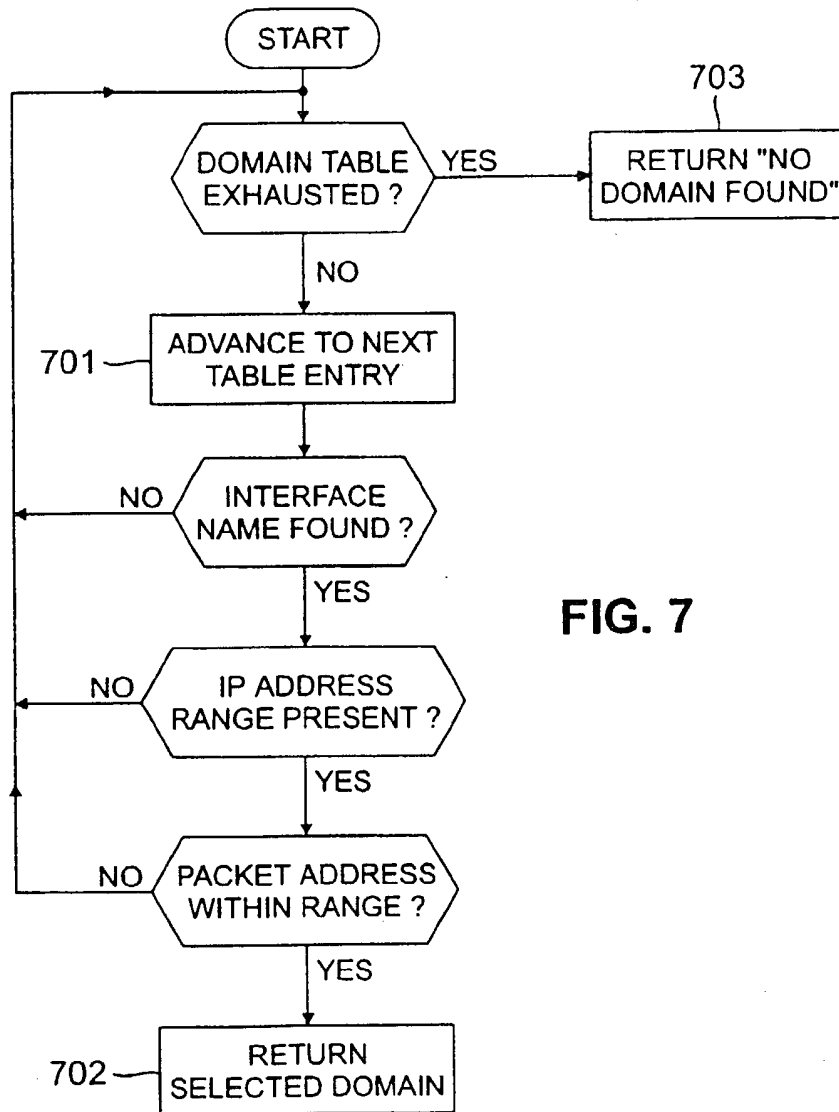 START
703
DOMAIN TABLE
EXHAUSTED ?
YES
RETURN "NO
DOMAIN FOUND"
NO
701
ADVANCE TO NEXT
TABLE ENTRY
NO
INTERFACE
NAME FOUND ?
YES
FIG. 7
NO
IP ADDRESS
RANGE PRESENT ?
YES
NO
PACKET ADDRESS
WITHIN RANGE ?
YES
702
RETURN
SELECTED DOMAIN